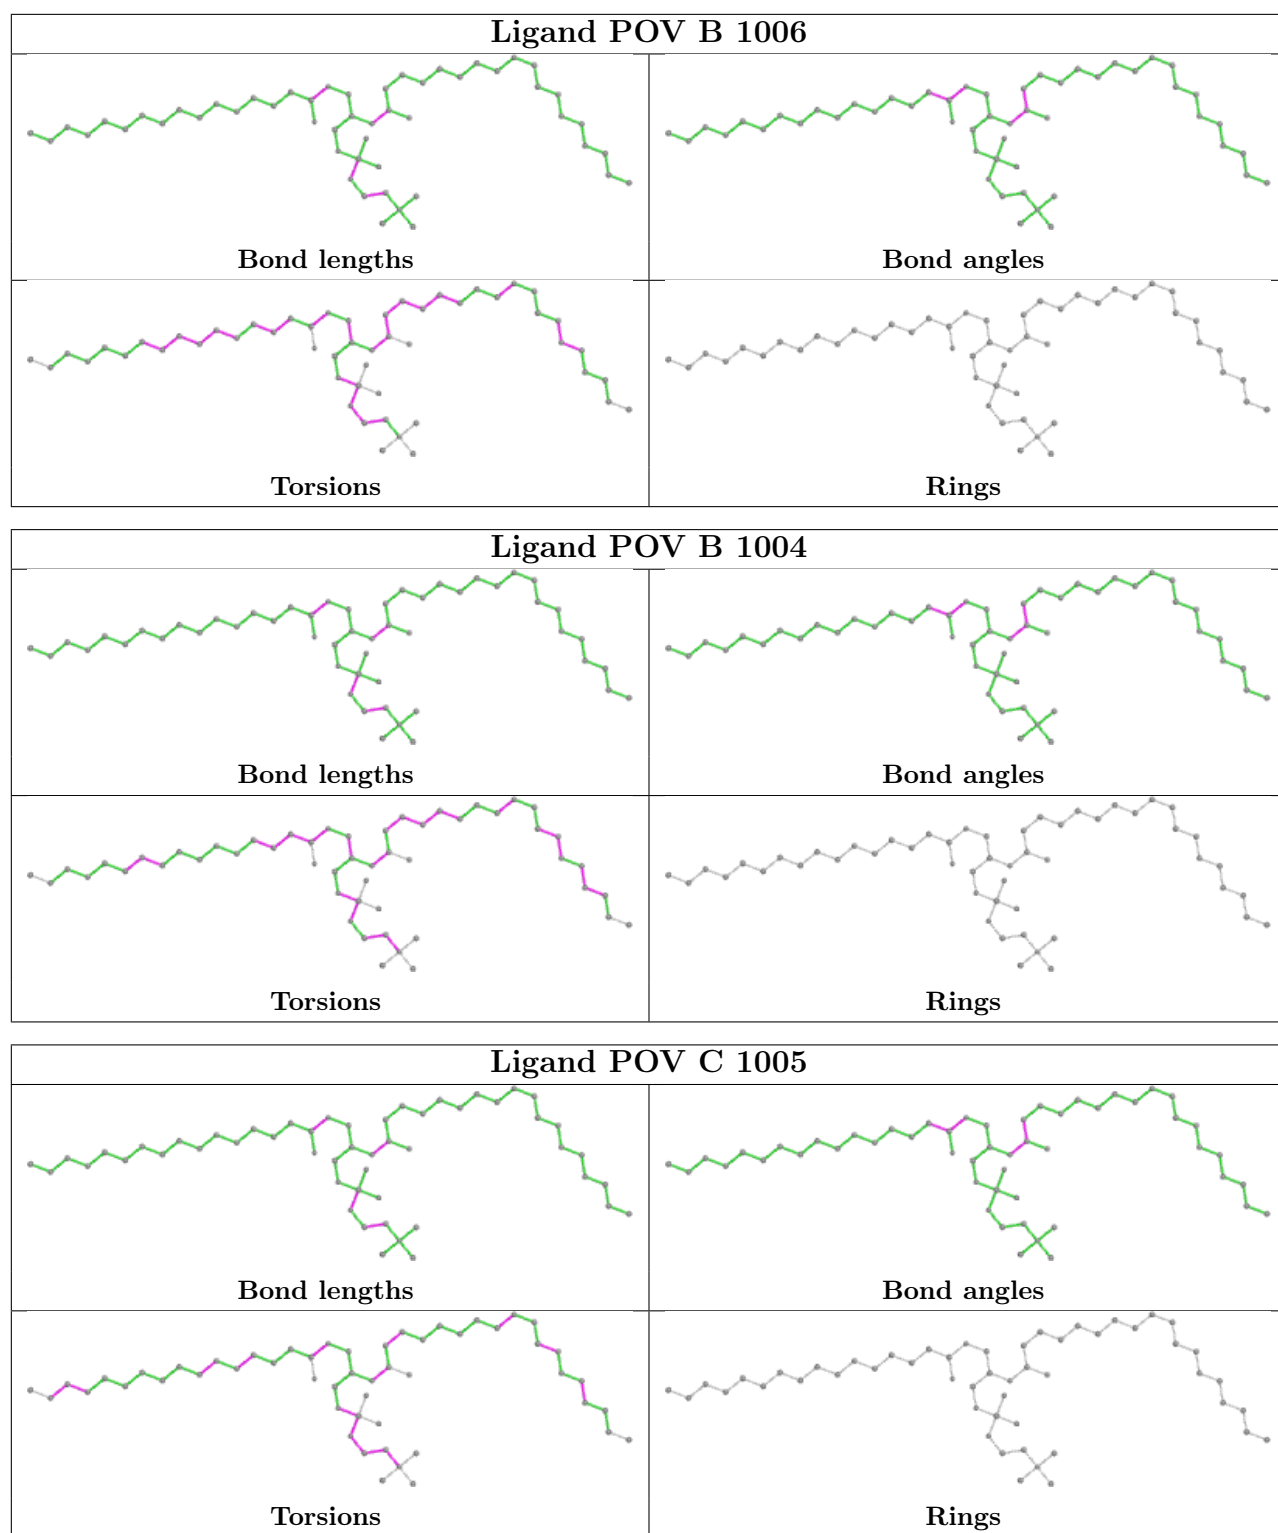 Ligand POV B 1006
Bond lengths
Bond angles
Torsions
Rings
Ligand POV B 1004
Bond lengths
Bond angles
Torsions
Rings
Ligand POV C 1005
Bond lengths
Bond angles
Torsions
Rings